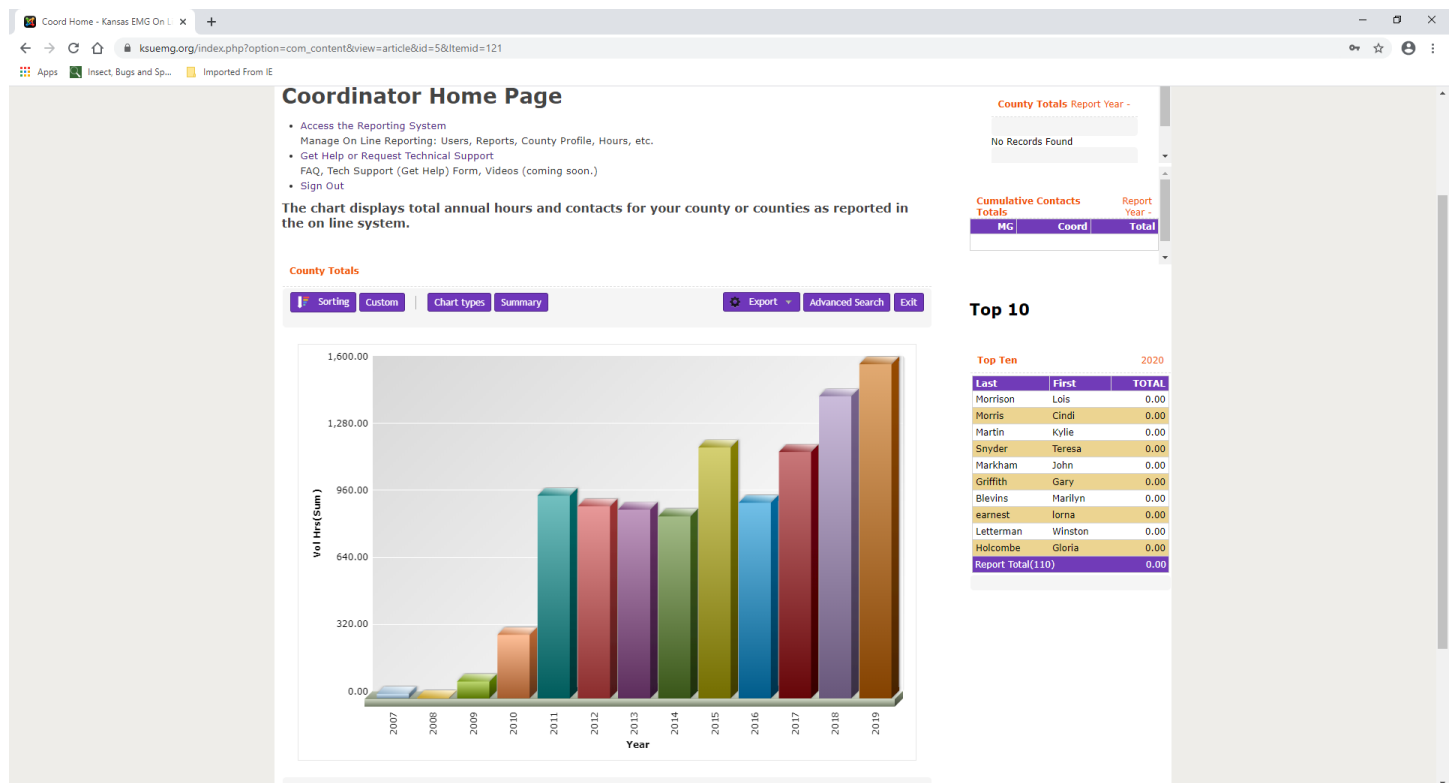 Coord Home - Kansas EMG On L
ksuemg.org/index.php?option=com_content&view=article&id=5&Itemid=121
Apps Insect, Bugs and Sp... Imported From IE
Coordinator Home Page
Access the Reporting System
Manage On Line Reporting: Users, Reports, County Profile, Hours, etc.
Get Help or Request Technical Support
FAQ, Tech Support (Get Help) Form, Videos (coming soon.)
Sign Out
The chart displays total annual hours and contacts for your county or counties as reported in
the on line system.
County Totals
Sorting Custom Chart types Summary Export Advanced Search Exit
1,600.00
1,280.00
960.00
640.00
320.00
0.00
Vol Hrs(Sum)
2007 2008 2009 2010 2011 2012 2013 2014 2015 2016 2017 2018 2019
Year
County Totals Report Year -
No Records Found
Cumulative Contacts Totals Report Year -
MG Coord Total
Top 10
Top Ten 2020
Last First TOTAL
Morrison Lois 0.00
Morris Cindi 0.00
Martin Kylie 0.00
Snyder Teresa 0.00
Markham John 0.00
Griffith Gary 0.00
Blevins Marilyn 0.00
earnest lorna 0.00
Letterman Winston 0.00
Holcombe Gloria 0.00
Report Total(110) 0.00